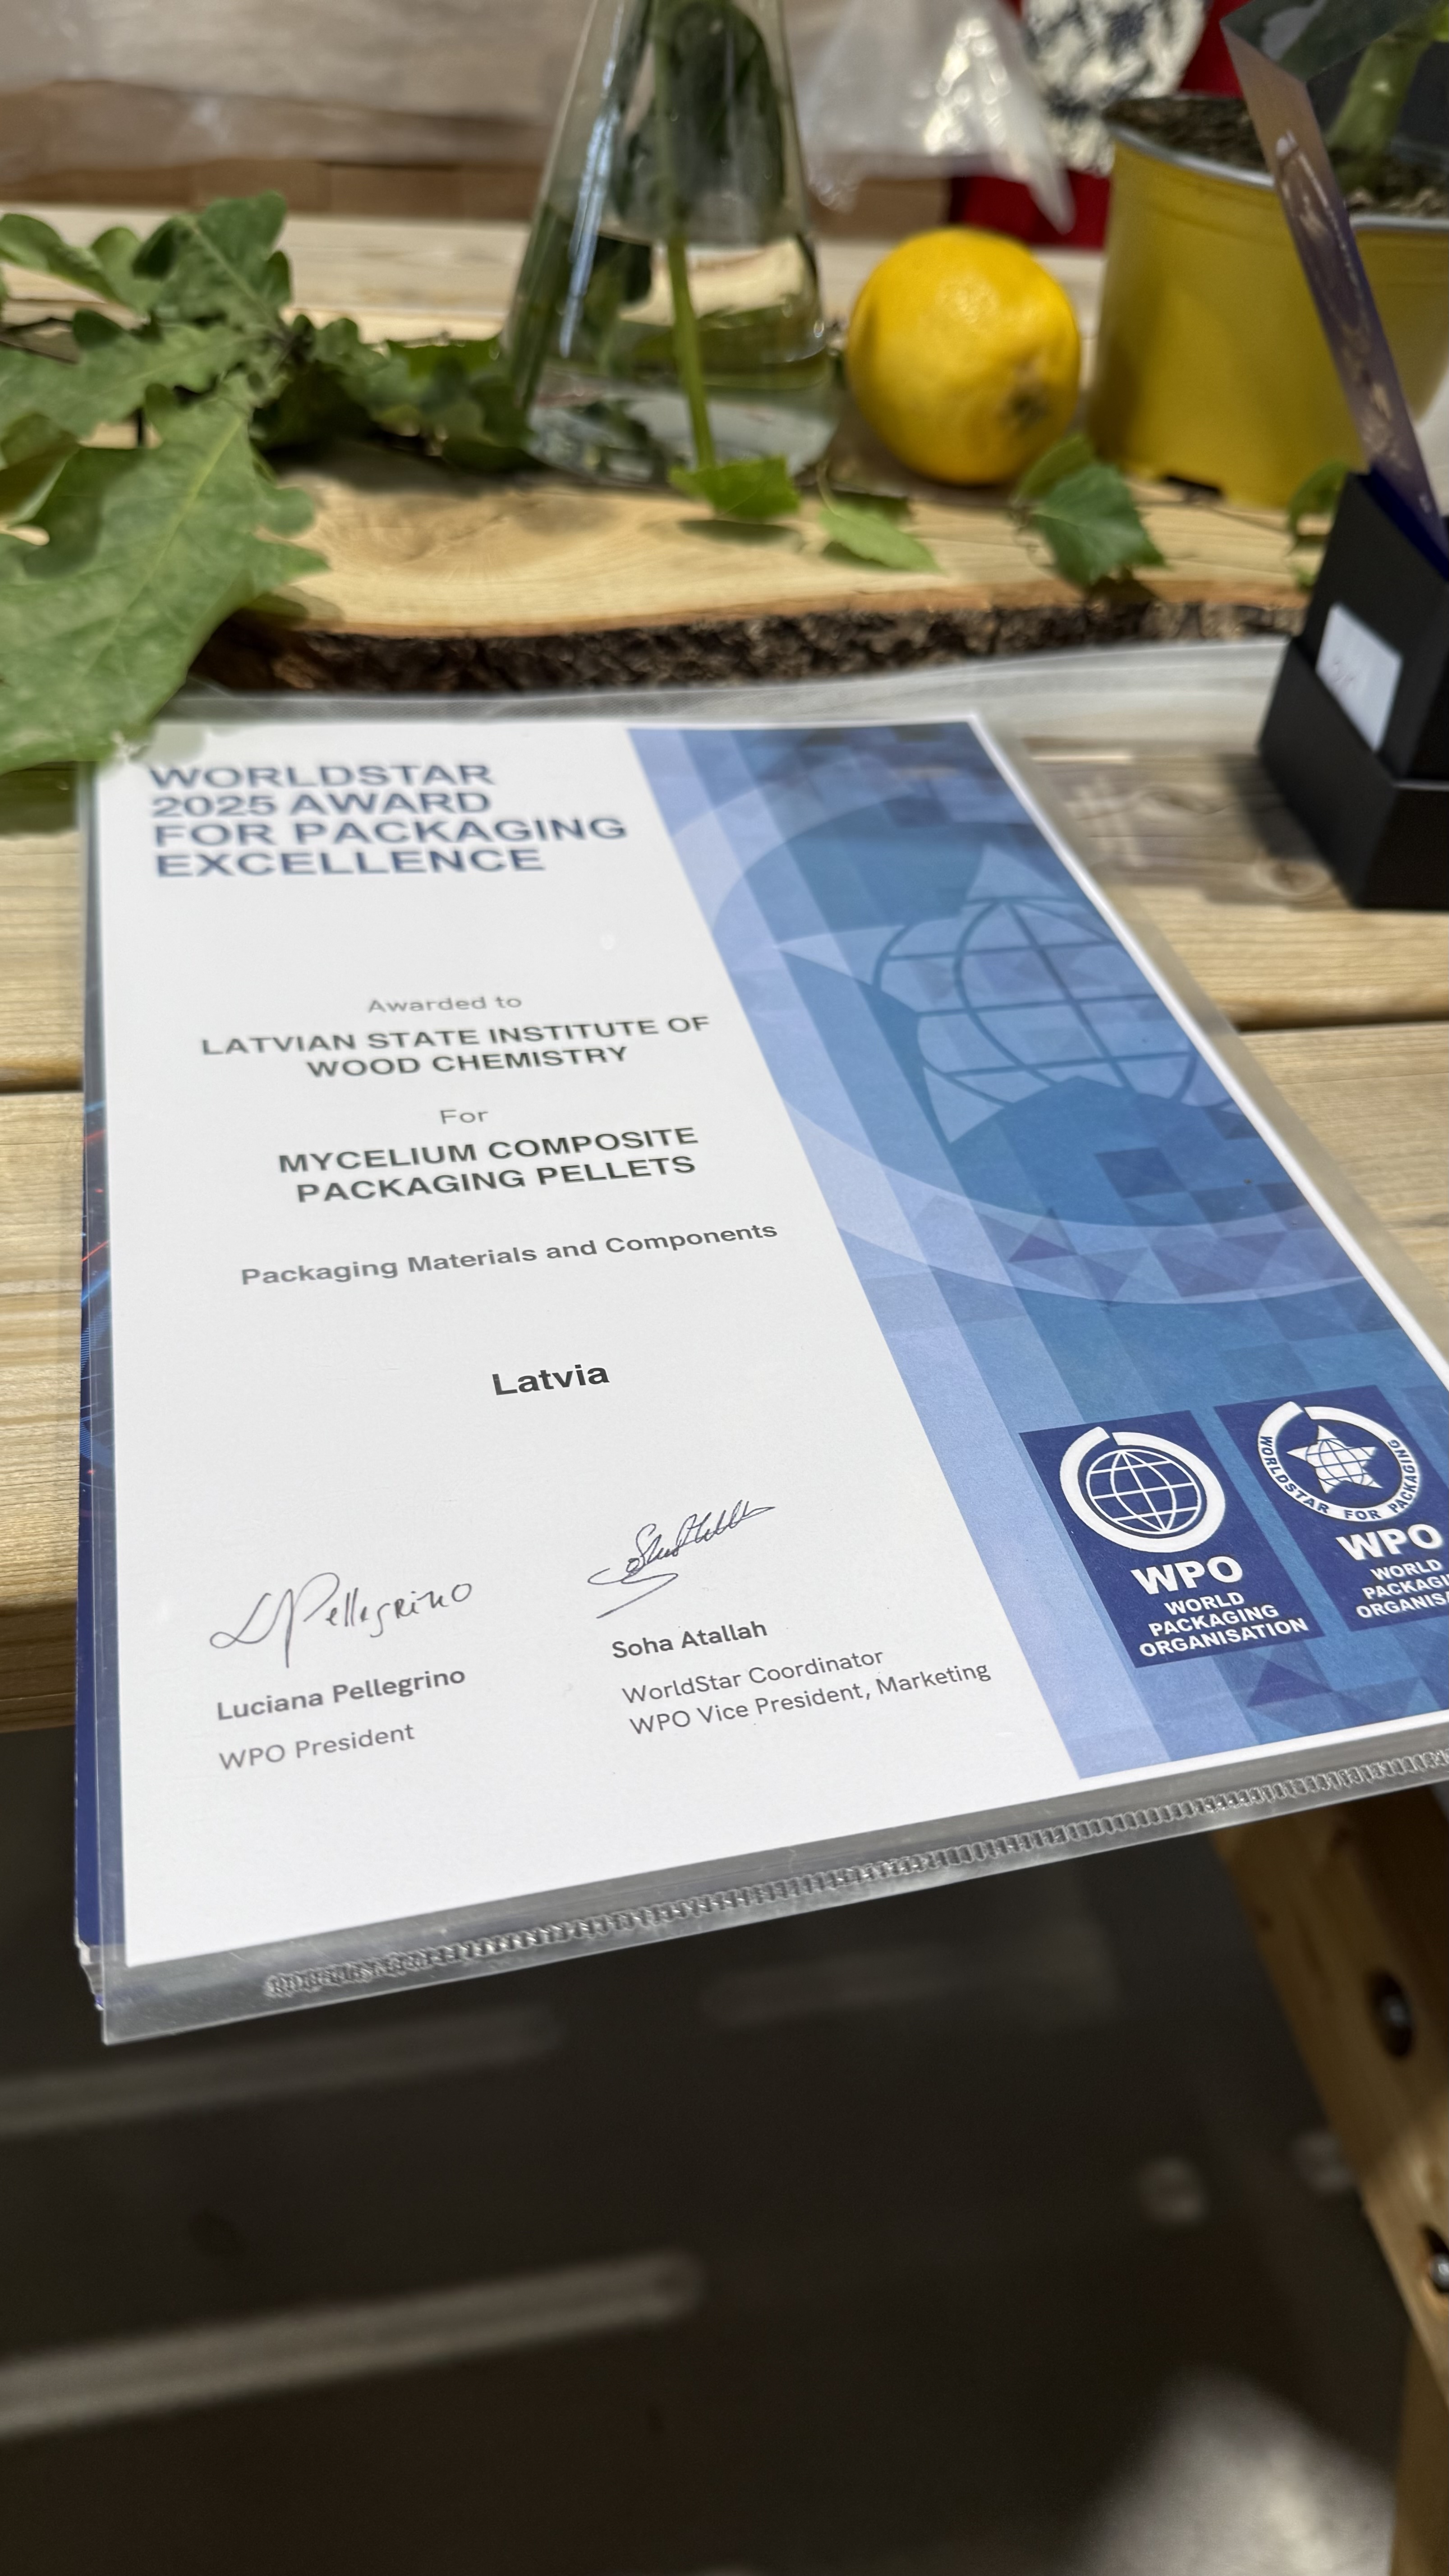 WORLDSTAR
2025 AWARD
FOR PACKAGING
EXCELLENCE
Awarded to
LATVIAN STATE INSTITUTE OF
WOOD CHEMISTRY
For
MYCELIUM COMPOSITE
PACKAGING PELLETS
Packaging Materials and Components
Latvia
L Pellegrino
Luciana Pellegrino
WPO President
Soha Atallah
WorldStar Coordinator
WPO Vice President, Marketing
WPO
WORLD
PACKAGING
ORGANISATION
WORLDSTAR FOR PACKAGING
WPO
WORLD
PACKAGI
ORGANISA